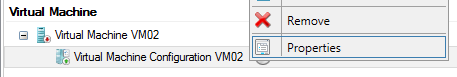 Virtual Machine
Remove
Virtual Machine VM02
Virtual Machine Configuration VM02
Properties